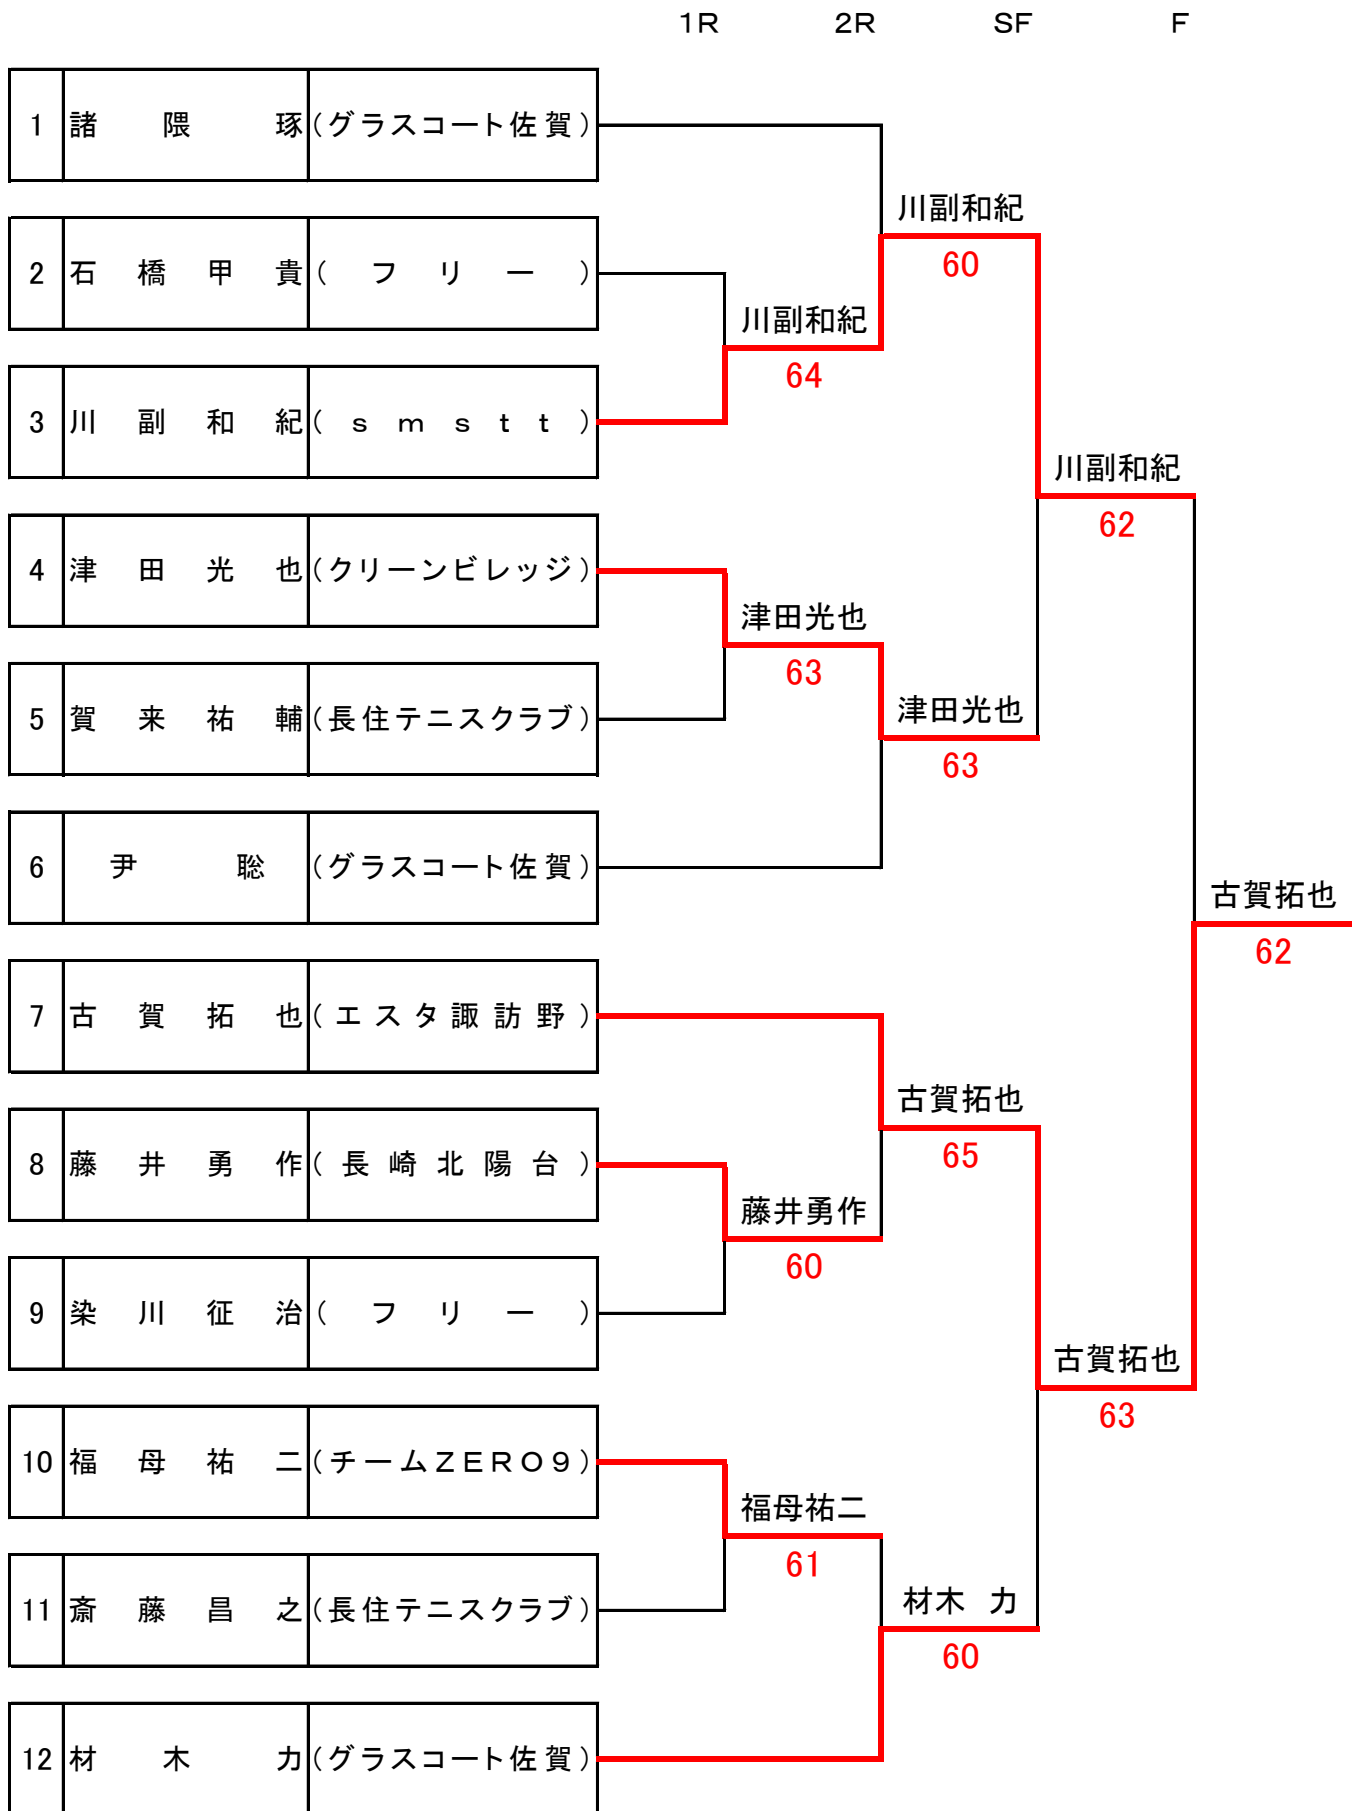 1R 2R SF F
1 諸隈琢 (グラスコート佐賀)
川副和紀
60
2 石橋甲貴 (フリー)
川副和紀
64
3 川副和紀 (smstt)
川副和紀
62
4 津田光也 (クリーンビレッジ)
津田光也
63
5 賀来祐輔 (長住テニスクラブ)
津田光也
63
6 尹聡 (グラスコート佐賀)
古賀拓也
62
7 古賀拓也 (エスタ諏訪野)
古賀拓也
65
8 藤井勇作 (長崎北陽台)
藤井勇作
60
9 染川征治 (フリー)
古賀拓也
63
10 福母祐二 (チームZERO9)
福母祐二
61
11 斎藤昌之 (長住テニスクラブ)
材木 力
60
12 材木力 (グラスコート佐賀)